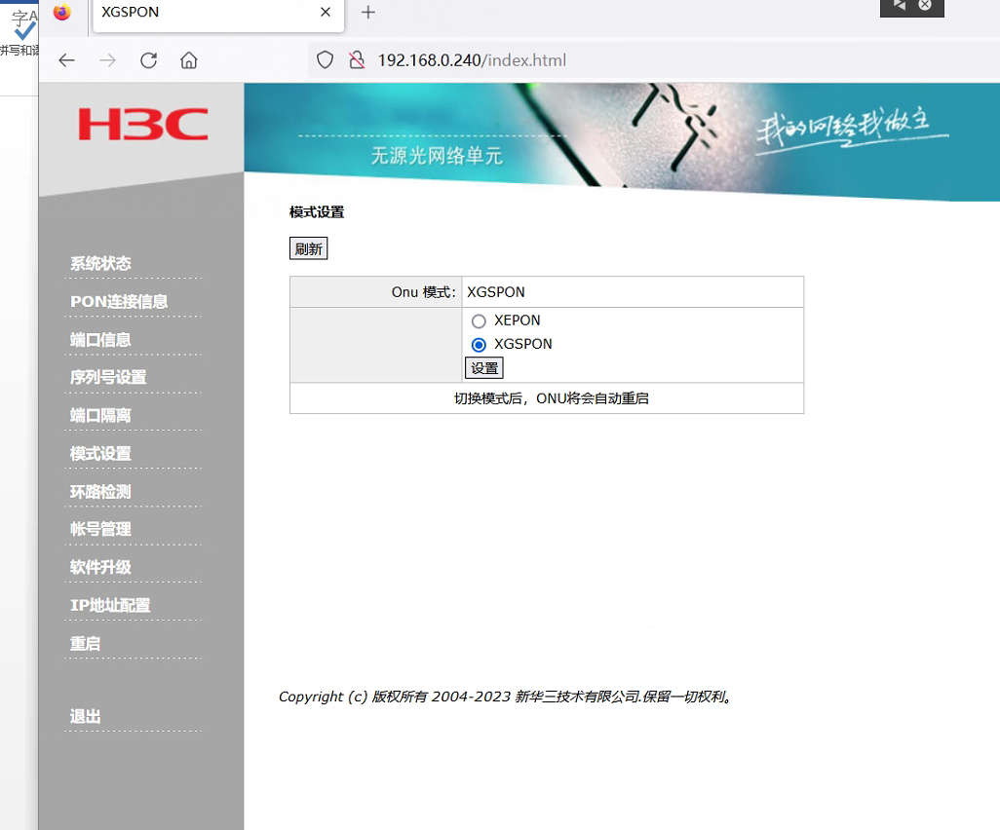 字A
拼写和语
XGSPON
192.168.0.240/index.html
H3C
无源光网络单元
我的网络我做主
模式设置
刷新
系统状态
PON连接信息
端口信息
序列号设置
端口隔离
模式设置
环路检测
帐号管理
软件升级
IP地址配置
重启
退出
Onu 模式: XGSPON
XEPON
XGSPON
设置
切换模式后，ONU将会自动重启
Copyright (c) 版权所有 2004-2023 新华三技术有限公司.保留一切权利。